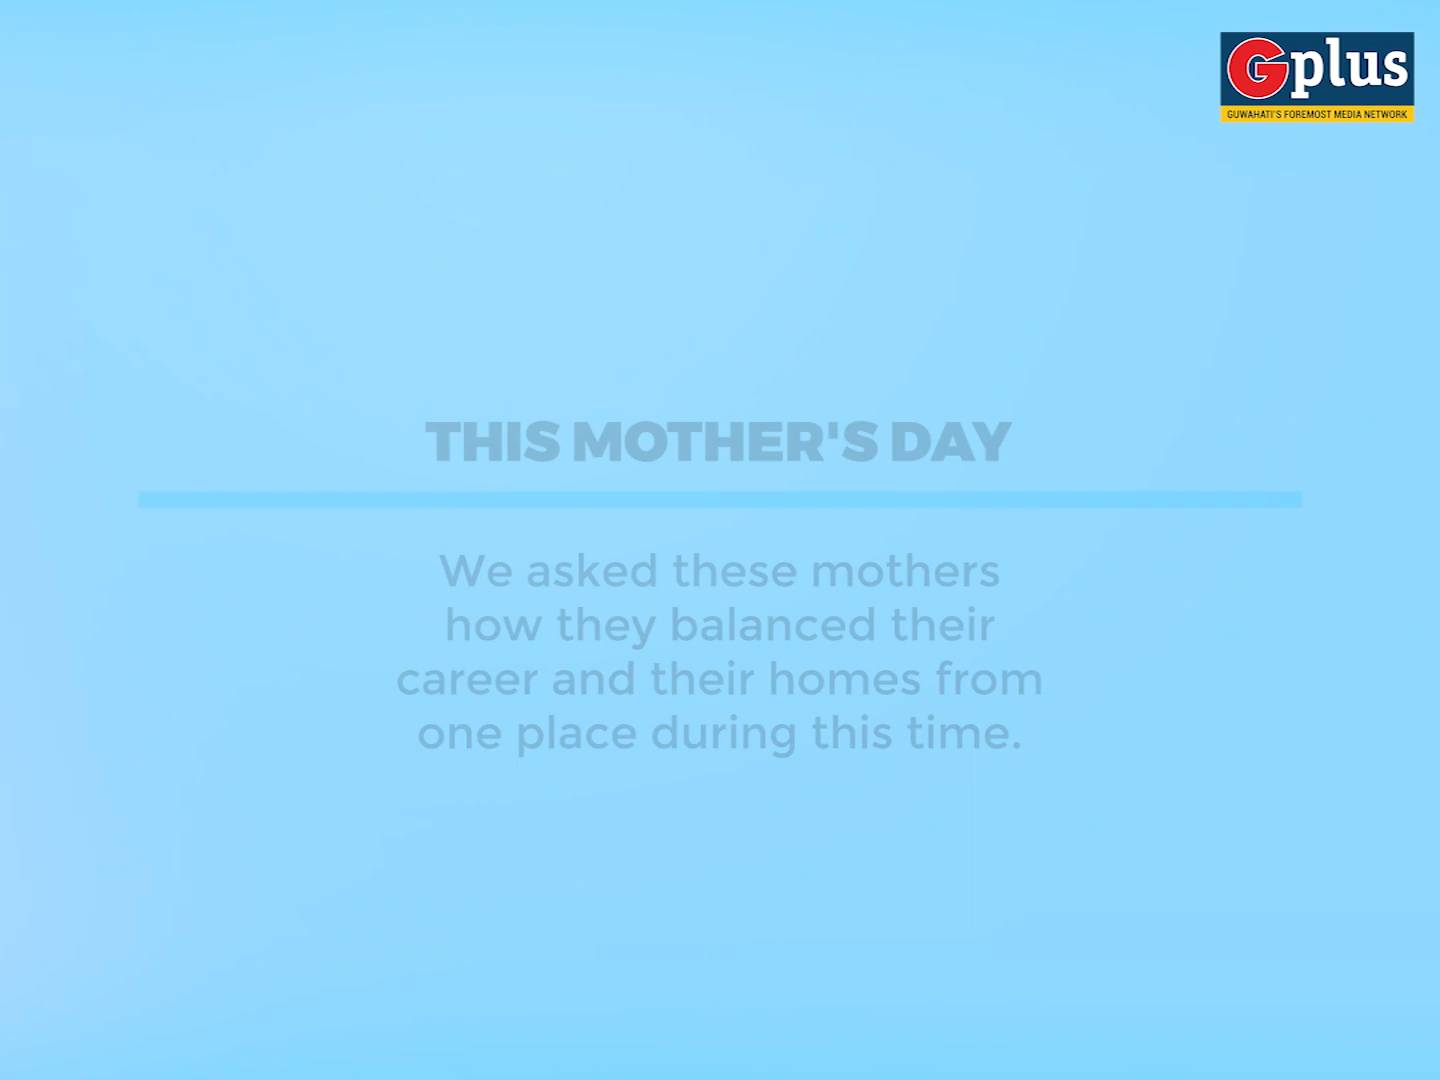 Gplus
GUWAHATI'S FOREMOST MEDIA NETWORK
THIS MOTHER'S DAY
We asked these mothers
how they balanced their
career and their homes from
one place during this time.